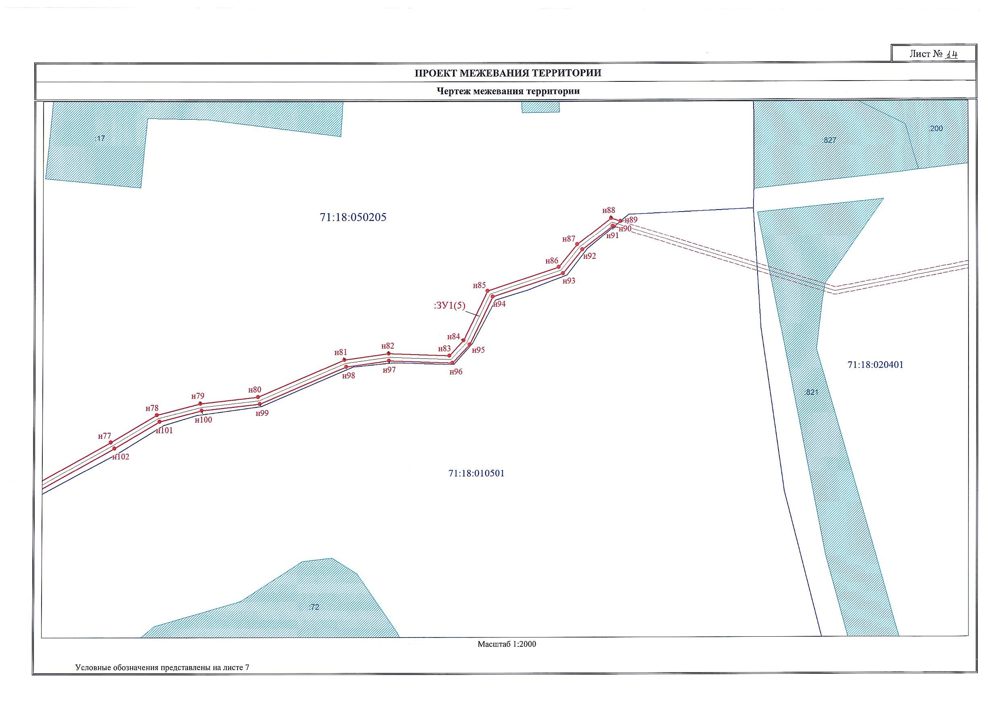 Лист № 14
ПРОЕКТ МЕЖЕВАНИЯ ТЕРРИТОРИИ
Чертеж межевания территории
:17
:200
:827
71:18:050205
н88
н89
н90
н91
н87
н92
н86
н93
н85
н94
:ЗУ1(5)
н84
н83
н95
н82
н81
н96
н97
н98
71:18:020401
:821
н80
н79
н99
н78
н100
н101
н77
н102
71:18:010501
:72
Масштаб 1:2000
Условные обозначения представлены на листе 7